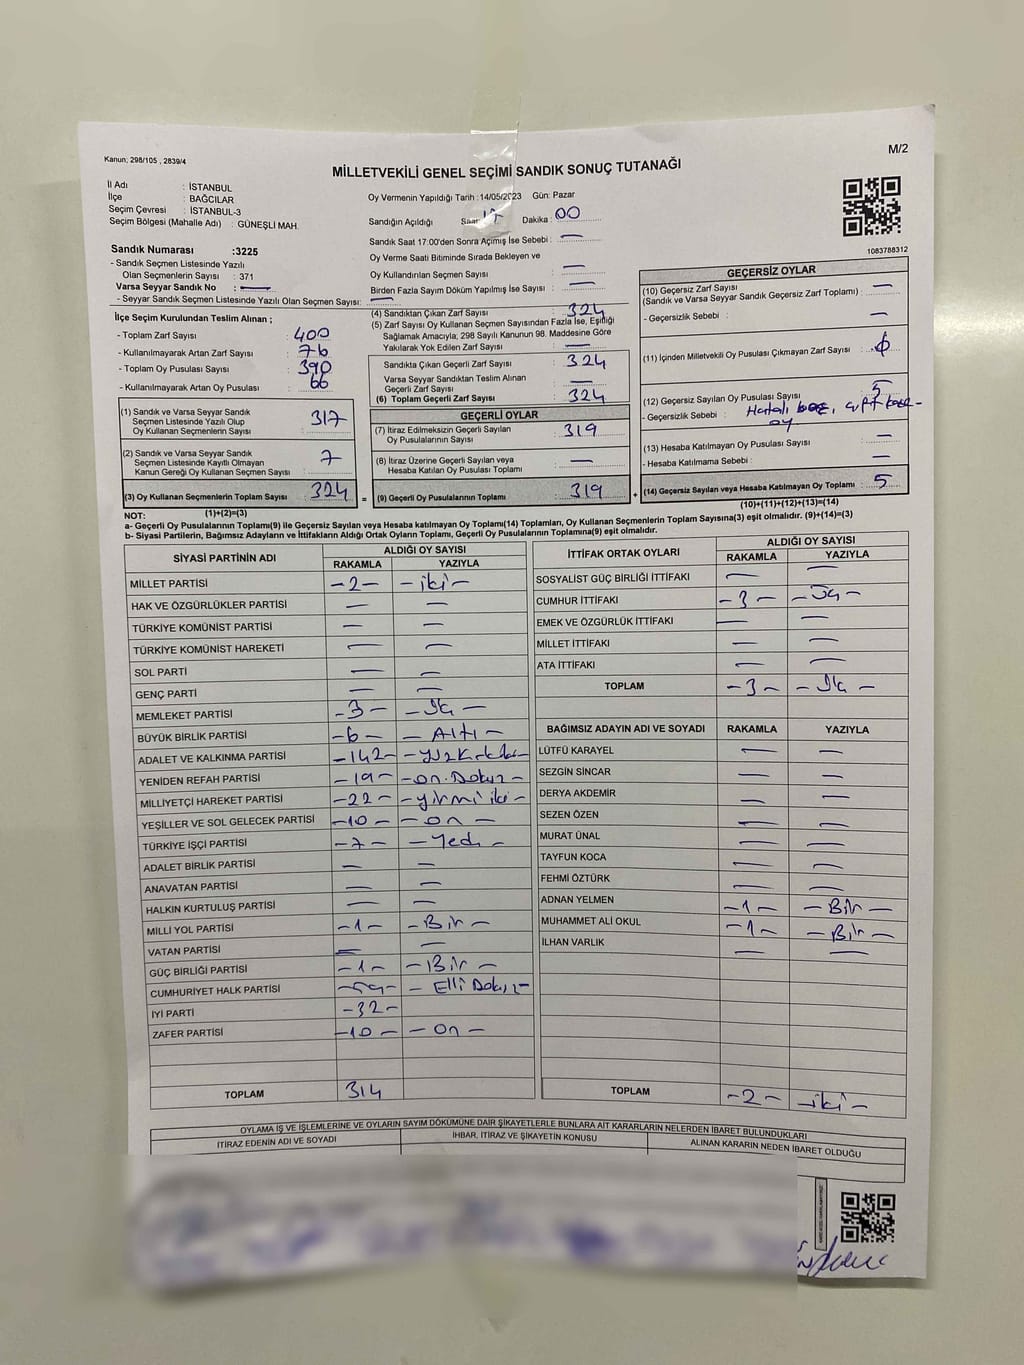 Kanun; 298/105 , 2839/4
M/2
MİLLETVEKİLİ GENEL SEÇİMİ SANDIK SONUÇ TUTANAĞI
İl Adı : İSTANBUL
İlçe : BAĞCILAR
Seçim Çevresi : İSTANBUL-3
Seçim Bölgesi (Mahalle Adı) : GÜNEŞLİ MAH.
Sandık Numarası :3225
- Sandık Seçmen Listesinde Yazılı
Olan Seçmenlerin Sayısı : 371
Varsa Seyyar Sandık No : —
- Seyyar Sandık Seçmen Listesinde Yazılı Olan Seçmen Sayısı: —
İlçe Seçim Kurulundan Teslim Alınan ;
- Toplam Zarf Sayısı : 400
- Kullanılmayarak Artan Zarf Sayısı : 76
- Toplam Oy Pusulası Sayısı : 390
- Kullanılmayarak Artan Oy Pusulası : 66
(1) Sandık ve Varsa Seyyar Sandık
Seçmen Listesinde Yazılı Olup
Oy Kullanan Seçmenlerin Sayısı : 317
(2) Sandık ve Varsa Seyyar Sandık
Seçmen Listesinde Kayıtlı Olmayan
Kanun Gereği Oy Kullanan Seçmen Sayısı : 7
(3) Oy Kullanan Seçmenlerin Toplam Sayısı : 324 =
(1)+(2)=(3)
Oy Vermenin Yapıldığı Tarih :14/05/2023 Gün: Pazar
Sandığın Açıldığı Saat 17 Dakika : 00
Sandık Saat 17:00'den Sonra Açılmış İse Sebebi : —
Oy Verme Saati Bitiminde Sırada Bekleyen ve
Oy Kullandırılan Seçmen Sayısı : —
Birden Fazla Sayım Döküm Yapılmış İse Sayısı : —
(4) Sandıktan Çıkan Zarf Sayısı : 324
(5) Zarf Sayısı Oy Kullanan Seçmen Sayısından Fazla İse, Eşitliği
Sağlamak Amacıyla; 298 Sayılı Kanunun 98. Maddesine Göre
Yakılarak Yok Edilen Zarf Sayısı : —
Sandıkta Çıkan Geçerli Zarf Sayısı : 324
Varsa Seyyar Sandıktan Teslim Alınan
Geçerli Zarf Sayısı : —
(6) Toplam Geçerli Zarf Sayısı : 324
GEÇERLİ OYLAR
(7) İtiraz Edilmeksizin Geçerli Sayılan
Oy Pusulalarının Sayısı : 319
(8) İtiraz Üzerine Geçerli Sayılan veya
Hesaba Katılan Oy Pusulası Toplamı : —
(9) Geçerli Oy Pusulalarının Toplamı : 319 +
1083788312
GEÇERSİZ OYLAR
(10) Geçersiz Zarf Sayısı
(Sandık ve Varsa Seyyar Sandık Geçersiz Zarf Toplamı) : —
- Geçersizlik Sebebi : —
(11) İçinden Milletvekili Oy Pusulası Çıkmayan Zarf Sayısı :
(12) Geçersiz Sayılan Oy Pusulası Sayısı : 5
- Geçersizlik Sebebi : Hatalı
oy
(13) Hesaba Katılmayan Oy Pusulası Sayısı : —
- Hesaba Katılmama Sebebi : —
(14) Geçersiz Sayılan veya Hesaba Katılmayan Oy Toplamı : 5
(10)+(11)+(12)+(13)=(14)
NOT:
a- Geçerli Oy Pusulalarının Toplamı(9) ile Geçersiz Sayılan veya Hesaba katılmayan Oy Toplamı(14) Toplamları, Oy Kullanan Seçmenlerin Toplam Sayısına(3) eşit olmalıdır. (9)+(14)=(3)
b- Siyasi Partilerin, Bağımsız Adayların ve İttifakların Aldığı Ortak Oyların Toplamı, Geçerli Oy Pusulalarının Toplamına(9) eşit olmalıdır.
SİYASİ PARTİNİN ADI
ALDIĞI OY SAYISI
RAKAMLA YAZIYLA
MİLLET PARTİSİ -2- -iki-
HAK VE ÖZGÜRLÜKLER PARTİSİ — —
TÜRKİYE KOMÜNİST PARTİSİ — —
TÜRKİYE KOMÜNİST HAREKETİ — —
SOL PARTİ — —
GENÇ PARTİ — —
MEMLEKET PARTİSİ -3- -Üç-
BÜYÜK BİRLİK PARTİSİ -6- -Altı-
ADALET VE KALKINMA PARTİSİ -142-
YENİDEN REFAH PARTİSİ -19- -on.Dokuz-
MİLLİYETÇİ HAREKET PARTİSİ -22- -yirmi iki-
YEŞİLLER VE SOL GELECEK PARTİSİ -10- -on-
TÜRKİYE İŞÇİ PARTİSİ -7- -Yedi-
ADALET BİRLİK PARTİSİ — —
ANAVATAN PARTİSİ — —
HALKIN KURTULUŞ PARTİSİ — —
MİLLİ YOL PARTİSİ -1- -Bir-
VATAN PARTİSİ — —
GÜÇ BİRLİĞİ PARTİSİ -1- -Bir-
CUMHURİYET HALK PARTİSİ -59- -Elli Dokuz-
İYİ PARTİ -32-
ZAFER PARTİSİ -10- -On-
TOPLAM 314
İTTİFAK ORTAK OYLARI
ALDIĞI OY SAYISI
RAKAMLA YAZIYLA
SOSYALİST GÜÇ BİRLİĞİ İTTİFAKI — —
CUMHUR İTTİFAKI -3- -Üç-
EMEK VE ÖZGÜRLÜK İTTİFAKI — —
MİLLET İTTİFAKI — —
ATA İTTİFAKI — —
TOPLAM -3- -Üç-
BAĞIMSIZ ADAYIN ADI VE SOYADI RAKAMLA YAZIYLA
LÜTFÜ KARAYEL — —
SEZGİN SİNCAR — —
DERYA AKDEMİR — —
SEZEN ÖZEN — —
MURAT ÜNAL — —
TAYFUN KOCA — —
FEHMİ ÖZTÜRK — —
ADNAN YELMEN -1- -Bir-
MUHAMMET ALİ OKUL -1- -Bir-
İLHAN VARLIK — —
TOPLAM -2- -iki-
OYLAMA İŞ VE İŞLEMLERİNE VE OYLARIN SAYIM DÖKÜMÜNE DAİR ŞİKAYETLERLE BUNLARA AİT KARARLARIN NELERDEN İBARET BULUNDUKLARI
İTİRAZ EDENİN ADI VE SOYADI İHBAR, İTİRAZ VE ŞİKAYETİN KONUSU ALINAN KARARIN NEDEN İBARET OLDUĞU